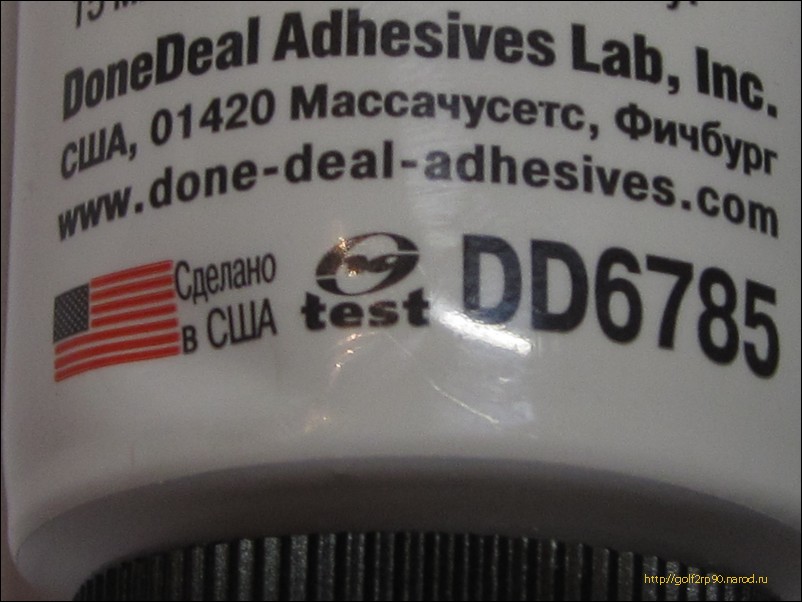 15 м
DoneDeal Adhesives Lab, Inc.
США, 01420 Массачусетс, Фичбург
www.done-deal-adhesives.com
Сделано
в США
test
DD6785
http://golf2rp90.narod.ru